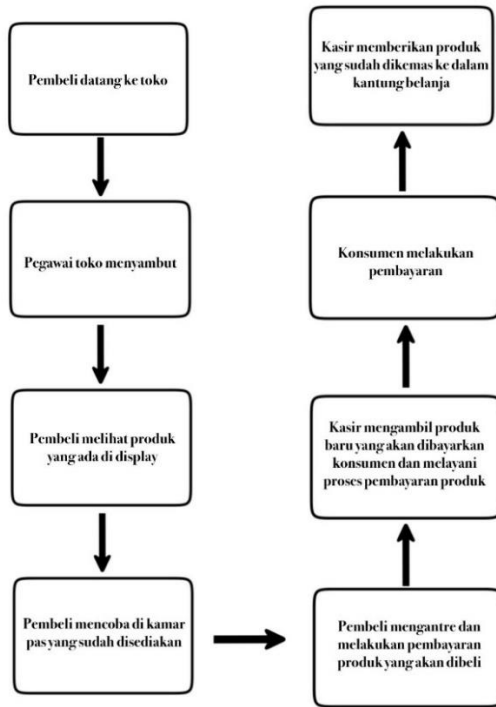 Pembeli datang ke toko
Pegawai toko menyambut
Pembeli melihat produk
yang ada di display
Pembeli mencoba di kamar
pas yang sudah disediakan
Pembeli mengantre dan
melakukan pembayaran
produk yang akan dibeli
Kasir mengambil produk
baru yang akan dibayarkan
konsumen dan melayani
proses pembayaran produk
Konsumen melakukan
pembayaran
Kasir memberikan produk
yang sudah dikemas ke dalam
kantung belanja